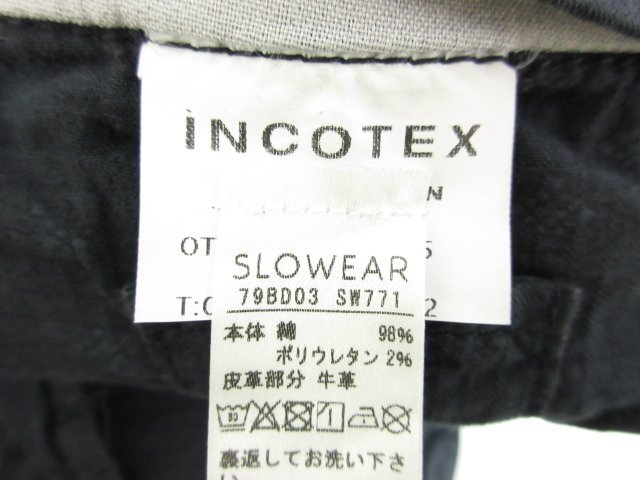 INCOTEX
N
OT 5
T: 2
SLOWEAR
79BD03 SW771
本体 綿 98%
ポリウレタン 2%
皮革部分 牛革
裏返してお洗い下さ